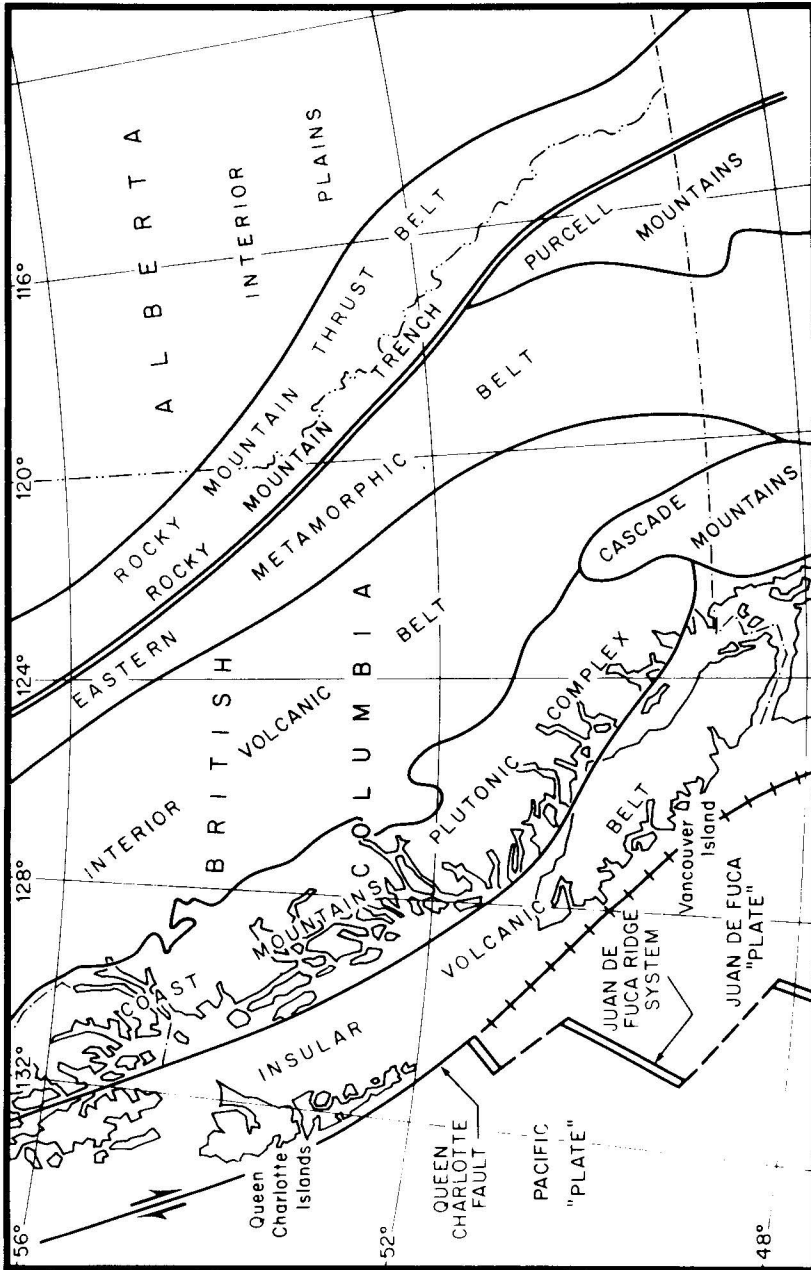 56°
132°
128°
124°
120°
116°
52°
48°
ALBERTA
INTERIOR
PLAINS
ROCKY MOUNTAIN THRUST BELT
ROCKY MOUNTAIN TRENCH
PURCELL
MOUNTAINS
EASTERN METAMORPHIC BELT
BRITISH
COLUMBIA
INTERIOR VOLCANIC BELT
CASCADE
MOUNTAINS
COAST MOUNTAINS PLUTONIC COMPLEX
INSULAR VOLCANIC BELT
Queen
Charlotte
Islands
Vancouver
Island
QUEEN
CHARLOTTE
FAULT
PACIFIC
"PLATE"
JUAN DE
FUCA RIDGE
SYSTEM
JUAN DE FUCA
"PLATE"